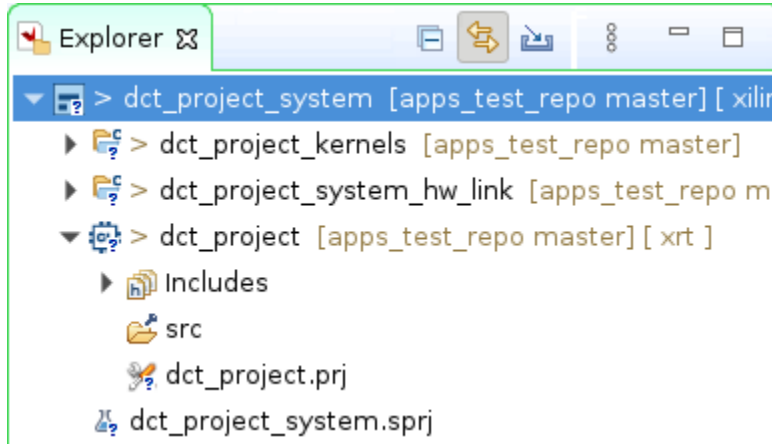 Explorer
> dct_project_system [apps_test_repo master] [ xilin
> dct_project_kernels [apps_test_repo master]
> dct_project_system_hw_link [apps_test_repo m
> dct_project [apps_test_repo master] [ xrt ]
Includes
src
dct_project.prj
dct_project_system.sprj